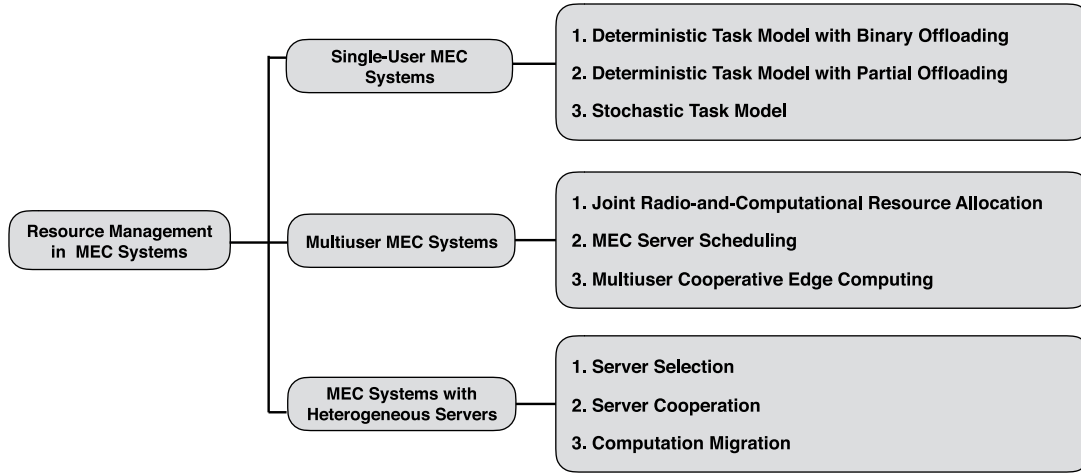 Resource Management
in MEC Systems
Single-User MEC
Systems
1. Deterministic Task Model with Binary Offloading
2. Deterministic Task Model with Partial Offloading
3. Stochastic Task Model
Multiuser MEC Systems
1. Joint Radio-and-Computational Resource Allocation
2. MEC Server Scheduling
3. Multiuser Cooperative Edge Computing
MEC Systems with
Heterogeneous Servers
1. Server Selection
2. Server Cooperation
3. Computation Migration